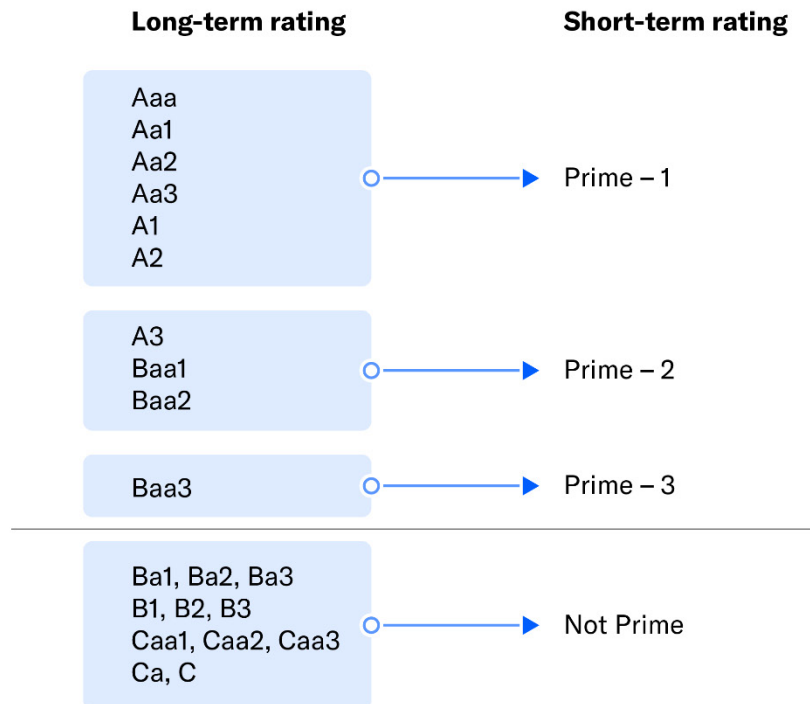 Long-term rating
Short-term rating
Aaa
Aa1
Aa2
Aa3
A1
A2
Prime – 1
A3
Baa1
Baa2
Prime – 2
Baa3
Prime – 3
Ba1, Ba2, Ba3
B1, B2, B3
Caa1, Caa2, Caa3
Ca, C
Not Prime